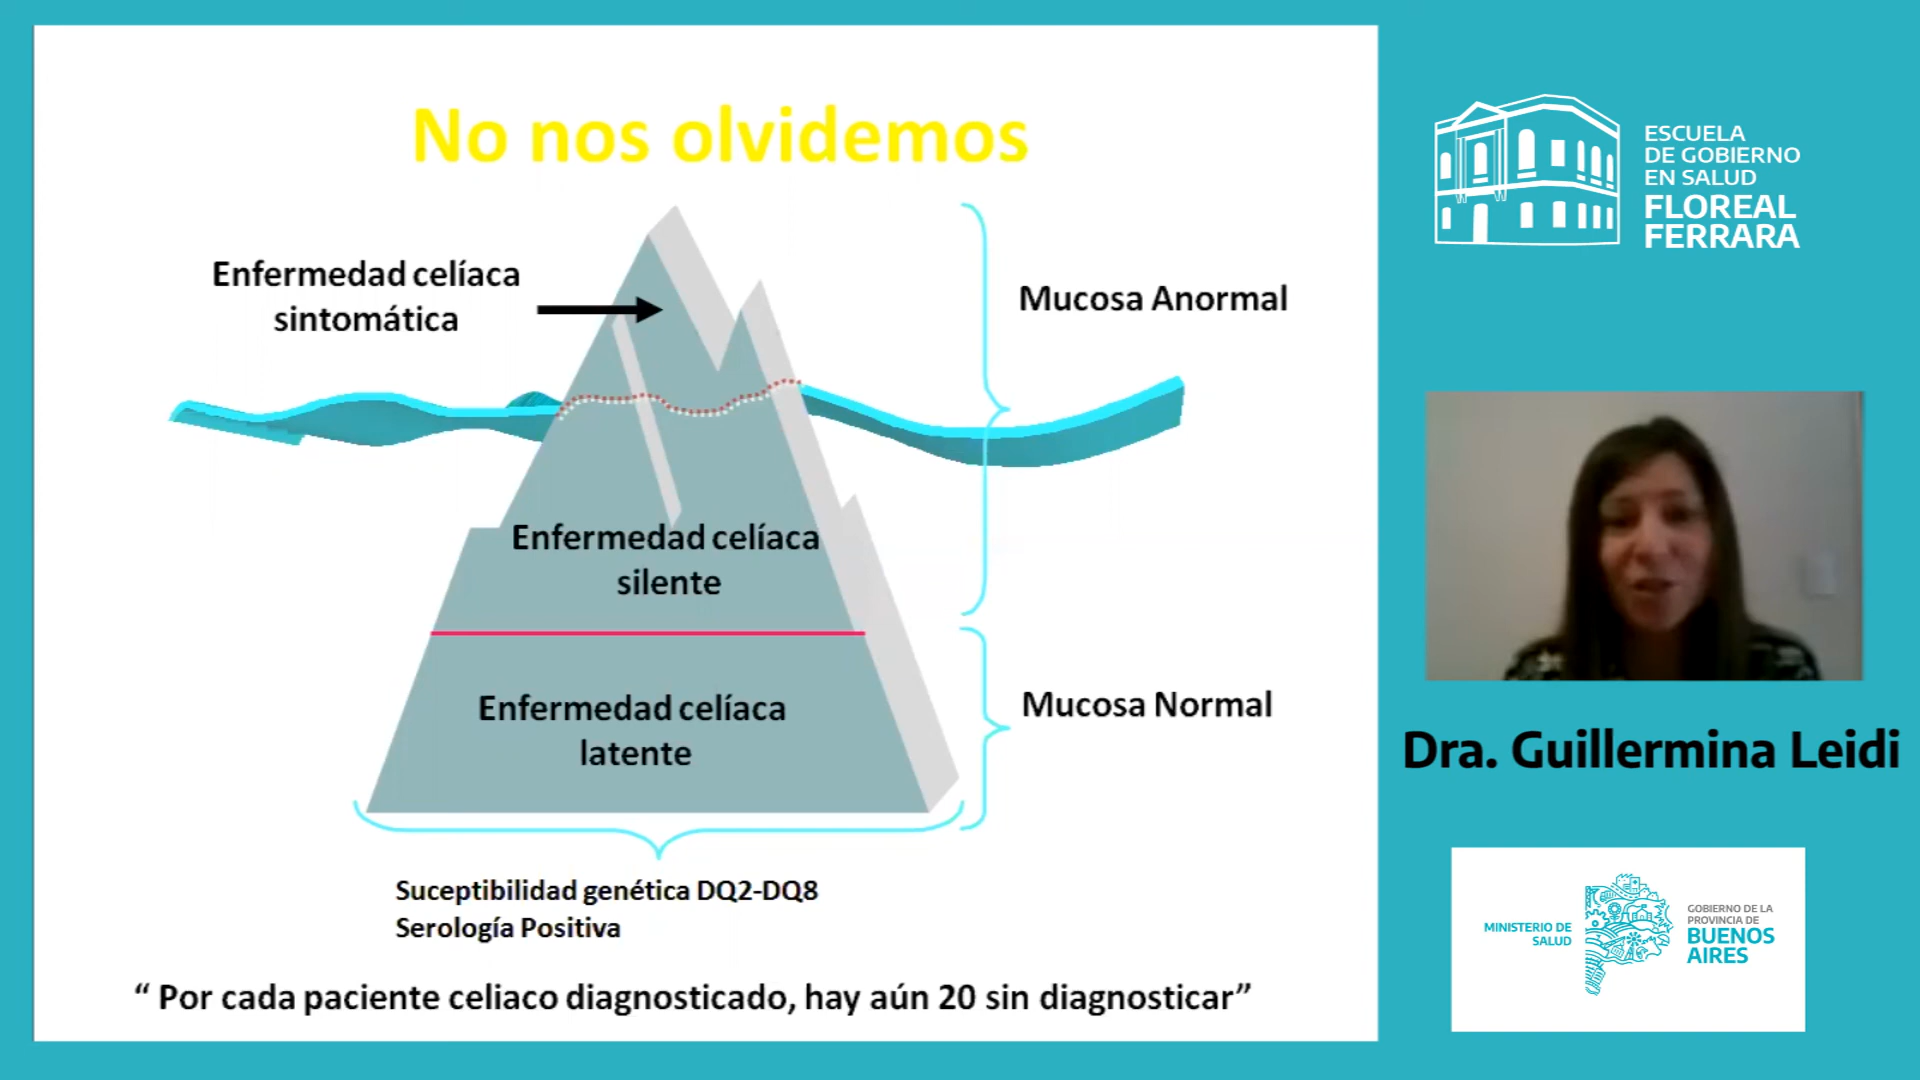 No nos olvidemos
Enfermedad celíaca
sintomática
Mucosa Anormal
Enfermedad celíaca
silente
Enfermedad celíaca
latente
Mucosa Normal
Suceptibilidad genética DQ2-DQ8
Serología Positiva
“ Por cada paciente celiaco diagnosticado, hay aún 20 sin diagnosticar”
ESCUELA
DE GOBIERNO
EN SALUD
FLOREAL
FERRARA
Dra. Guillermina Leidi
MINISTERIO DE
SALUD
GOBIERNO DE LA
PROVINCIA DE
BUENOS
AIRES